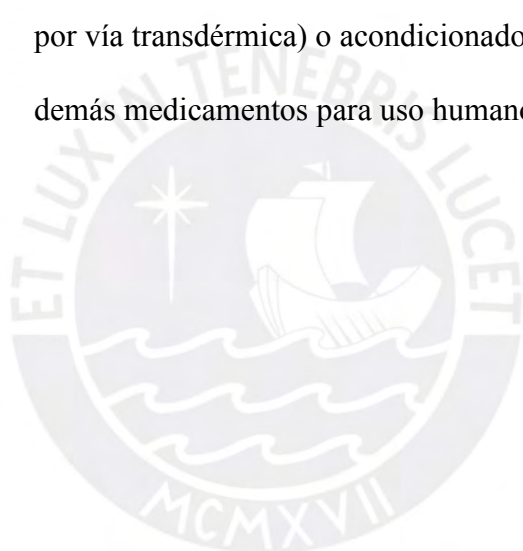 por vía transdérmica) o acondicionado
demás medicamentos para uso humano
ET LUX IN TENEBRIS LUCET
MCMXVII